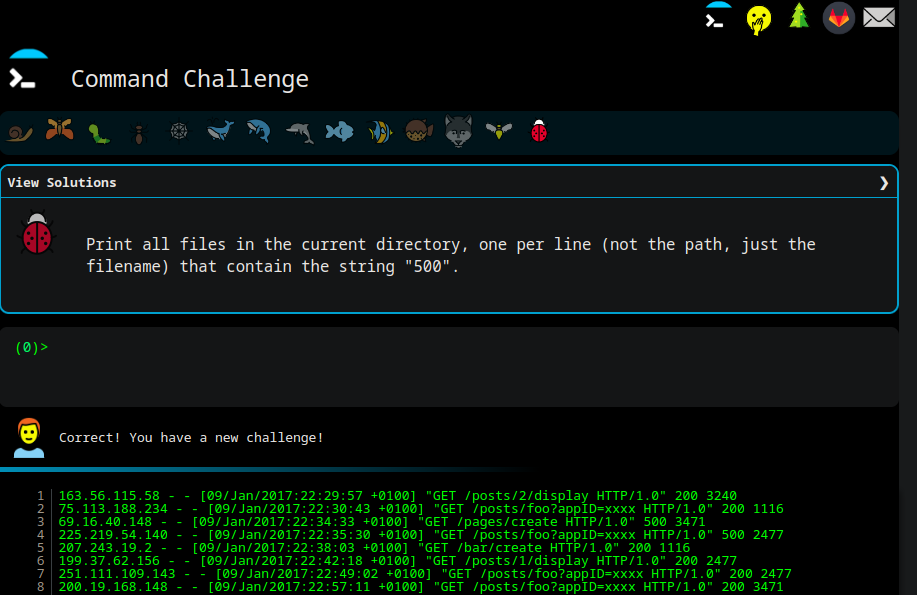 Command Challenge
View Solutions
Print all files in the current directory, one per line (not the path, just the
filename) that contain the string "500".
(0)>
Correct! You have a new challenge!
1 163.56.115.58 - - [09/Jan/2017:22:29:57 +0100] "GET /posts/2/display HTTP/1.0" 200 3240
2 75.113.188.234 - - [09/Jan/2017:22:30:43 +0100] "GET /posts/foo?appID=xxxx HTTP/1.0" 200 1116
3 69.16.40.148 - - [09/Jan/2017:22:34:33 +0100] "GET /pages/create HTTP/1.0" 500 3471
4 225.219.54.140 - - [09/Jan/2017:22:35:30 +0100] "GET /posts/foo?appID=xxxx HTTP/1.0" 500 2477
5 207.243.19.2 - - [09/Jan/2017:22:38:03 +0100] "GET /bar/create HTTP/1.0" 200 1116
6 199.37.62.156 - - [09/Jan/2017:22:42:18 +0100] "GET /posts/1/display HTTP/1.0" 200 2477
7 251.111.109.143 - - [09/Jan/2017:22:49:02 +0100] "GET /posts/foo?appID=xxxx HTTP/1.0" 200 2477
8 200.19.168.148 - - [09/Jan/2017:22:57:11 +0100] "GET /posts/foo?appID=xxxx HTTP/1.0" 200 3471